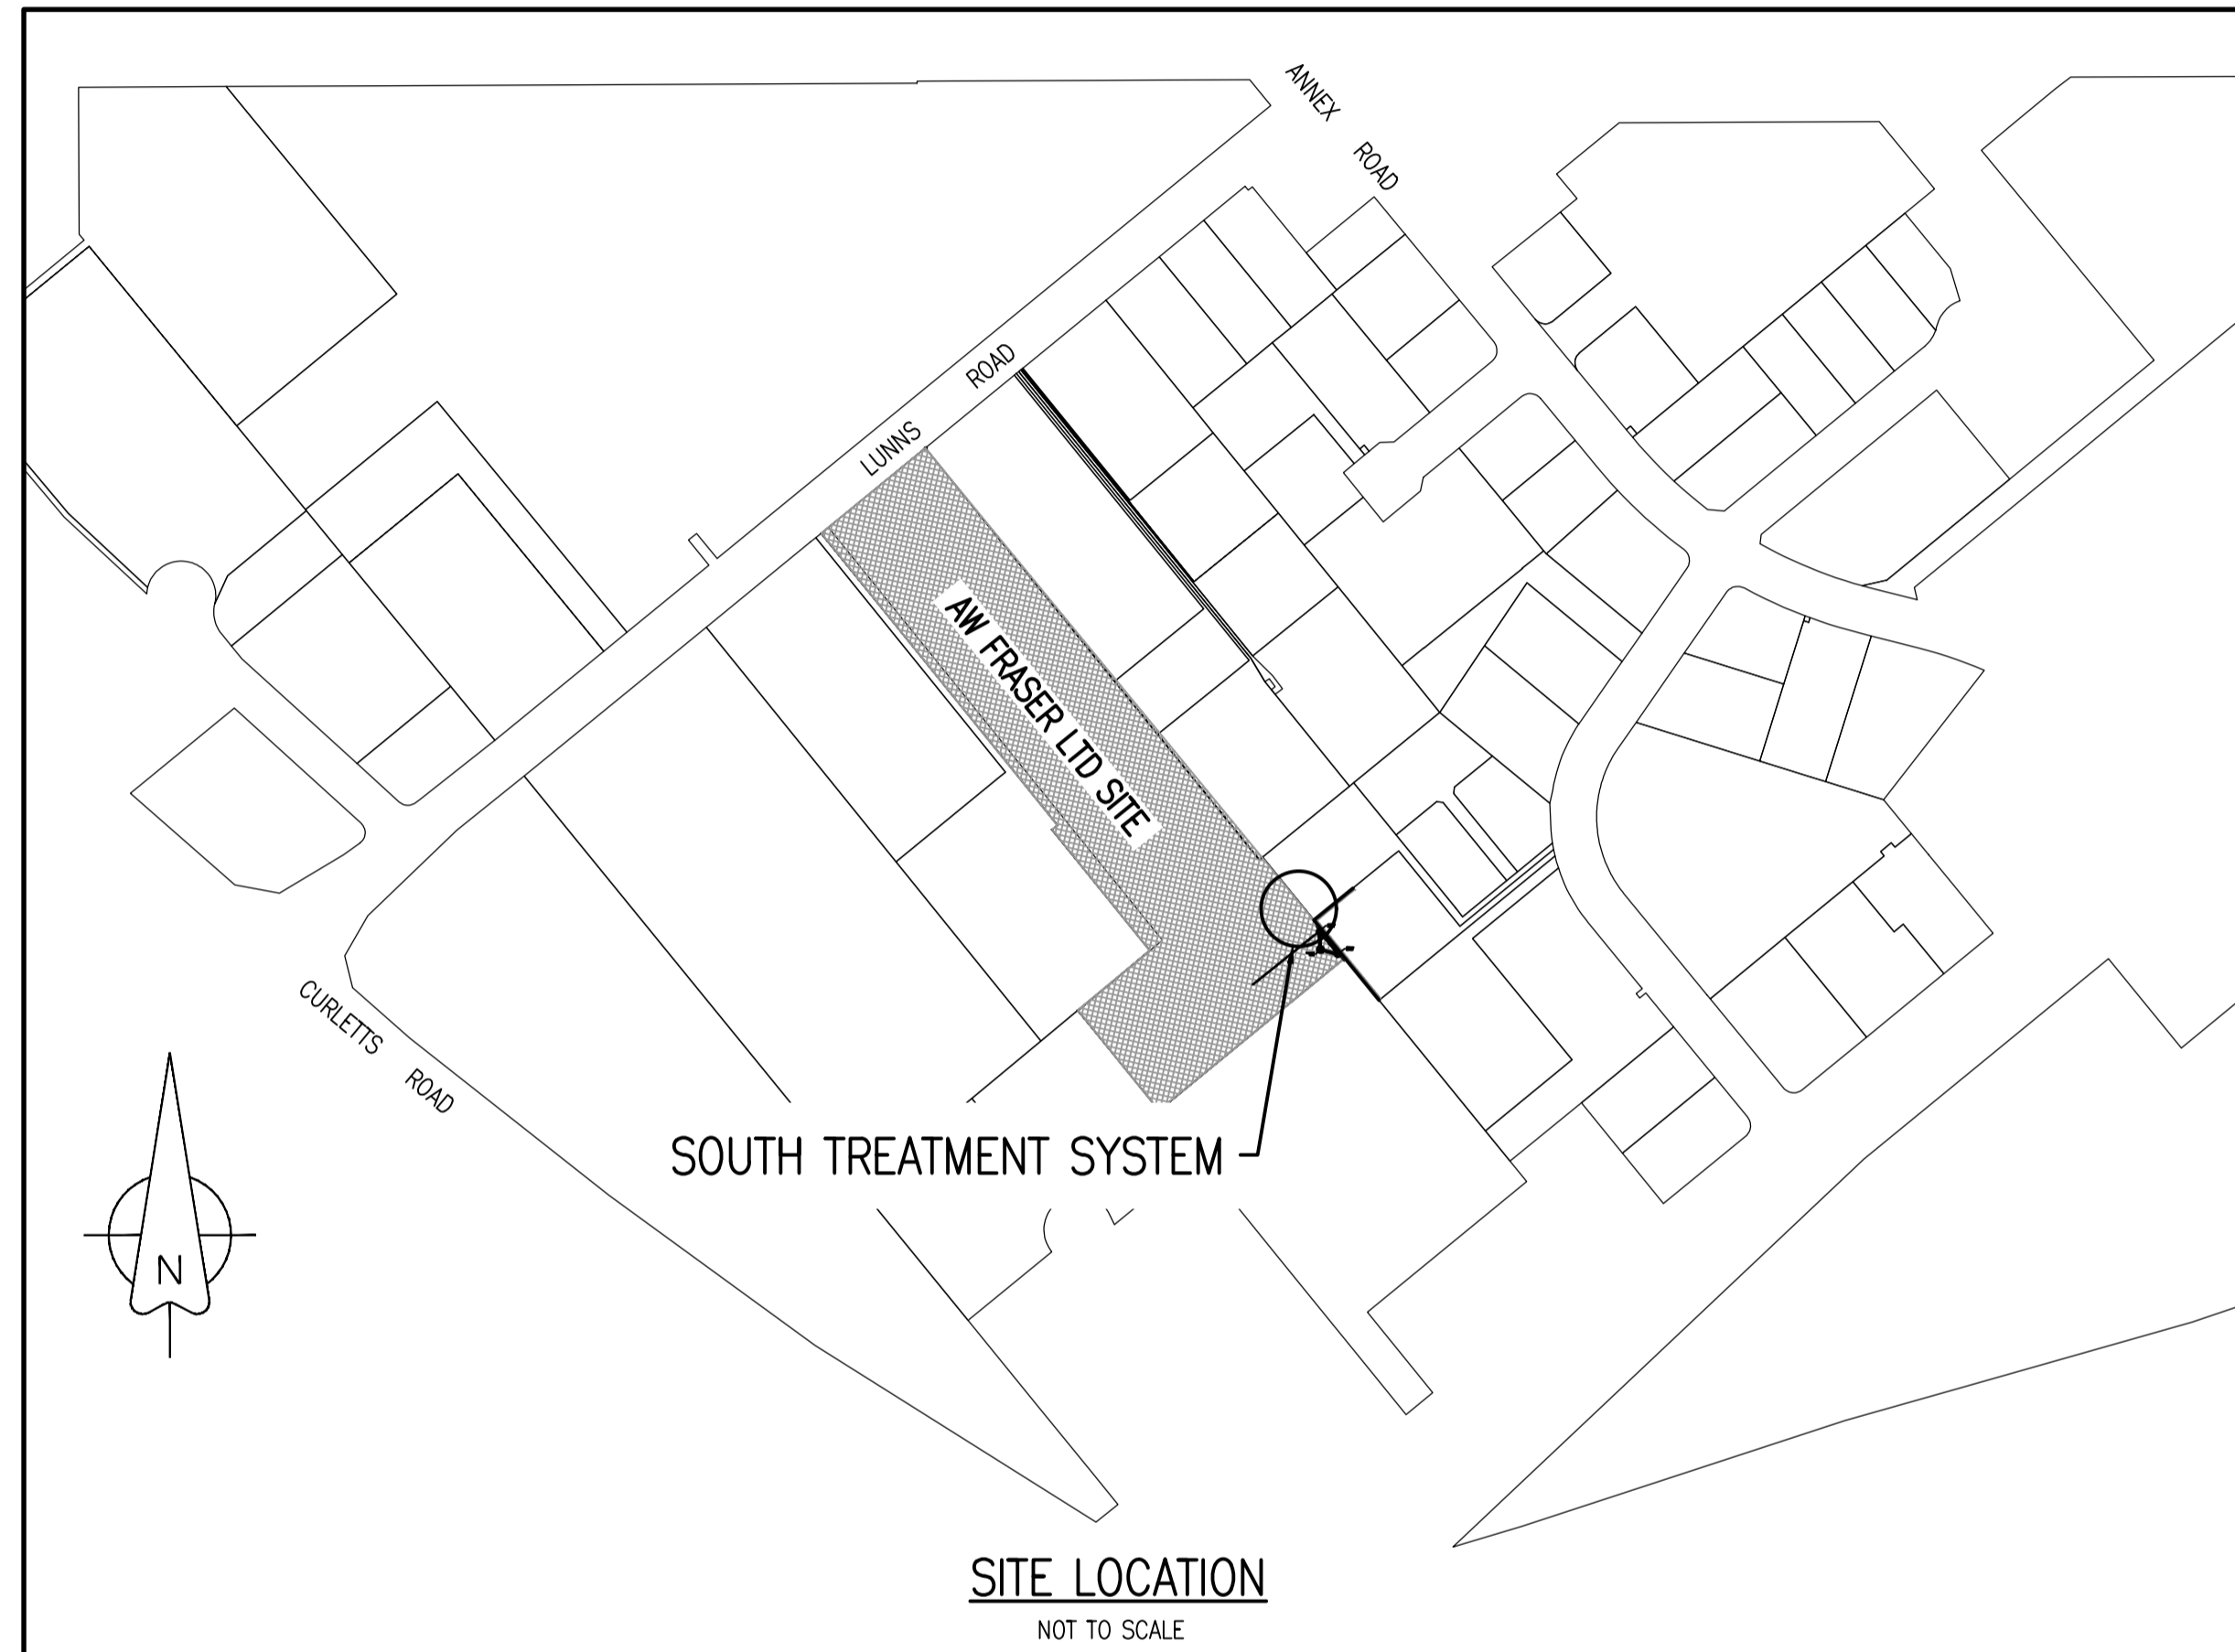 ANNEX ROAD
LUNNS ROAD
AW FRASER LTD SITE
CURLETTS ROAD
SOUTH TREATMENT SYSTEM
N
SITE LOCATION
NOT TO SCALE